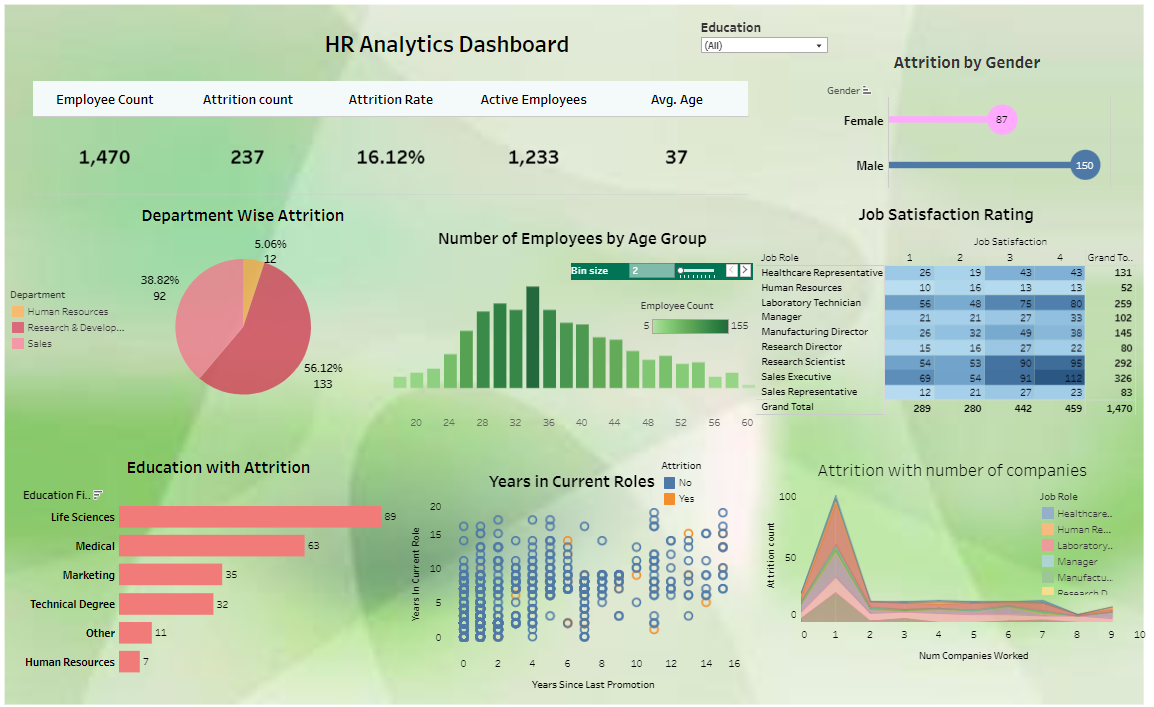 HR Analytics Dashboard
Education
(All)
Employee Count Attrition count Attrition Rate Active Employees Avg. Age
1,470 237 16.12% 1,233 37
Attrition by Gender
Gender
Female 87
Male 150
Department Wise Attrition
5.06%
12
38.82%
92
56.12%
133
Department
Human Resources
Research & Develop...
Sales
Number of Employees by Age Group
Bin size 2
Employee Count
5 155
20 24 28 32 36 40 44 48 52 56 60
Job Satisfaction Rating
Job Satisfaction
Job Role 1 2 3 4 Grand To..
Healthcare Representative 26 19 43 43 131
Human Resources 10 16 13 13 52
Laboratory Technician 56 48 75 80 259
Manager 21 21 27 33 102
Manufacturing Director 26 32 49 38 145
Research Director 15 16 27 22 80
Research Scientist 54 53 90 95 292
Sales Executive 69 54 91 112 326
Sales Representative 12 21 27 23 83
Grand Total 289 280 442 459 1,470
Education with Attrition
Education Fi..
Life Sciences 89
Medical 63
Marketing 35
Technical Degree 32
Other 11
Human Resources 7
Years in Current Roles
Attrition
No
Yes
Years In Current Role
20
15
10
5
0
0 2 4 6 8 10 12 14 16
Years Since Last Promotion
Attrition with number of companies
Job Role
Healthcare..
Human Re...
Laboratory..
Manager
Manufactu...
Research D
Attrition count
100
50
0
0 1 2 3 4 5 6 7 8 9 10
Num Companies Worked